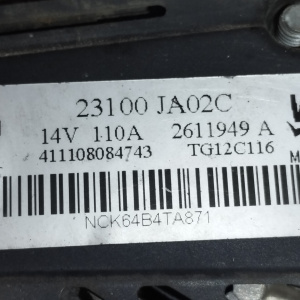 23100 JA02C
14V 110A 2611949 A
411108084743 TG12C116
M
NCK64B4TA871